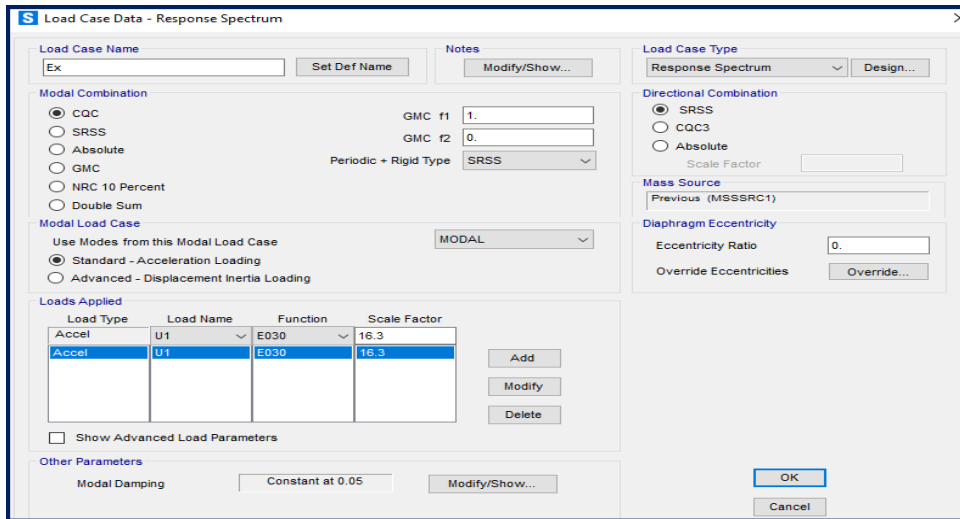 S Load Case Data - Response Spectrum
Load Case Name
Ex
Set Def Name
Notes
Modify/Show...
Load Case Type
Response Spectrum
Design...
Modal Combination
CQC
SRSS
Absolute
GMC
NRC 10 Percent
Double Sum
GMC f1 1.
GMC f2 0.
Periodic + Rigid Type SRSS
Directional Combination
SRSS
CQC3
Absolute
Scale Factor
Mass Source
Previous (MSSSRC1)
Modal Load Case
Use Modes from this Modal Load Case MODAL
Standard - Acceleration Loading
Advanced - Displacement Inertia Loading
Diaphragm Eccentricity
Eccentricity Ratio 0.
Override Eccentricities Override...
Loads Applied
Load Type Load Name Function Scale Factor
Accel U1 E030 16.3
Accel U1 E030 16.3
Add
Modify
Delete
Show Advanced Load Parameters
Other Parameters
Modal Damping Constant at 0.05 Modify/Show...
OK
Cancel